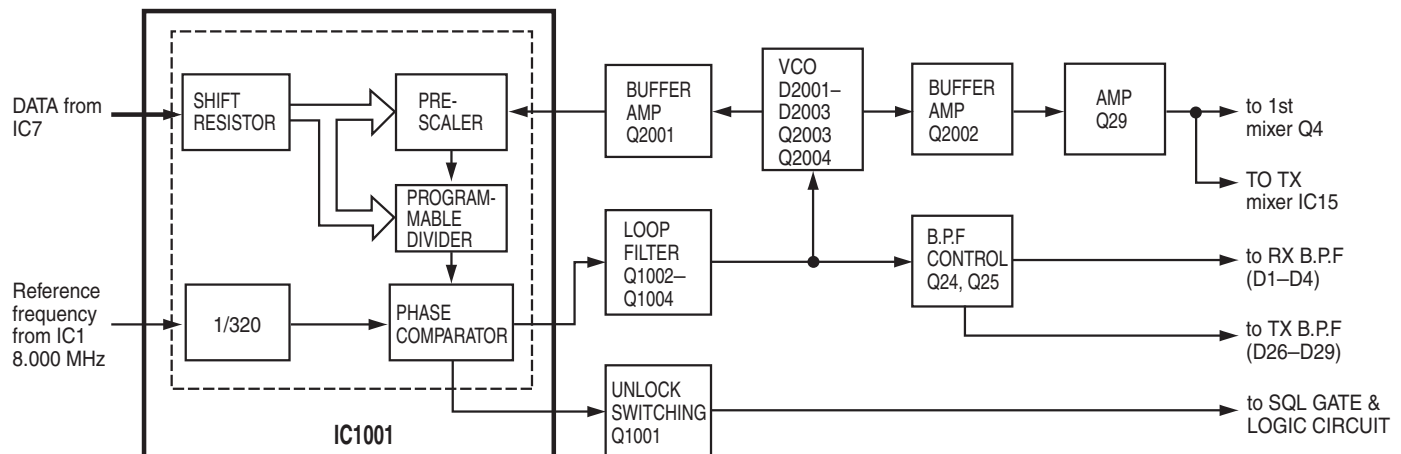 DATA from
IC7
SHIFT
RESISTOR
PRE-
SCALER
BUFFER
AMP
Q2001
VCO
D2001–
D2003
Q2003
Q2004
BUFFER
AMP
Q2002
AMP
Q29
to 1st
mixer Q4
TO TX
mixer IC15
PROGRAM-
MABLE
DIVIDER
LOOP
FILTER
Q1002–
Q1004
B.P.F
CONTROL
Q24, Q25
to RX B.P.F
(D1–D4)
to TX B.P.F
(D26–D29)
Reference
frequency
from IC1
8.000 MHz
1/320
PHASE
COMPARATOR
UNLOCK
SWITCHING
Q1001
to SQL GATE &
LOGIC CIRCUIT
IC1001